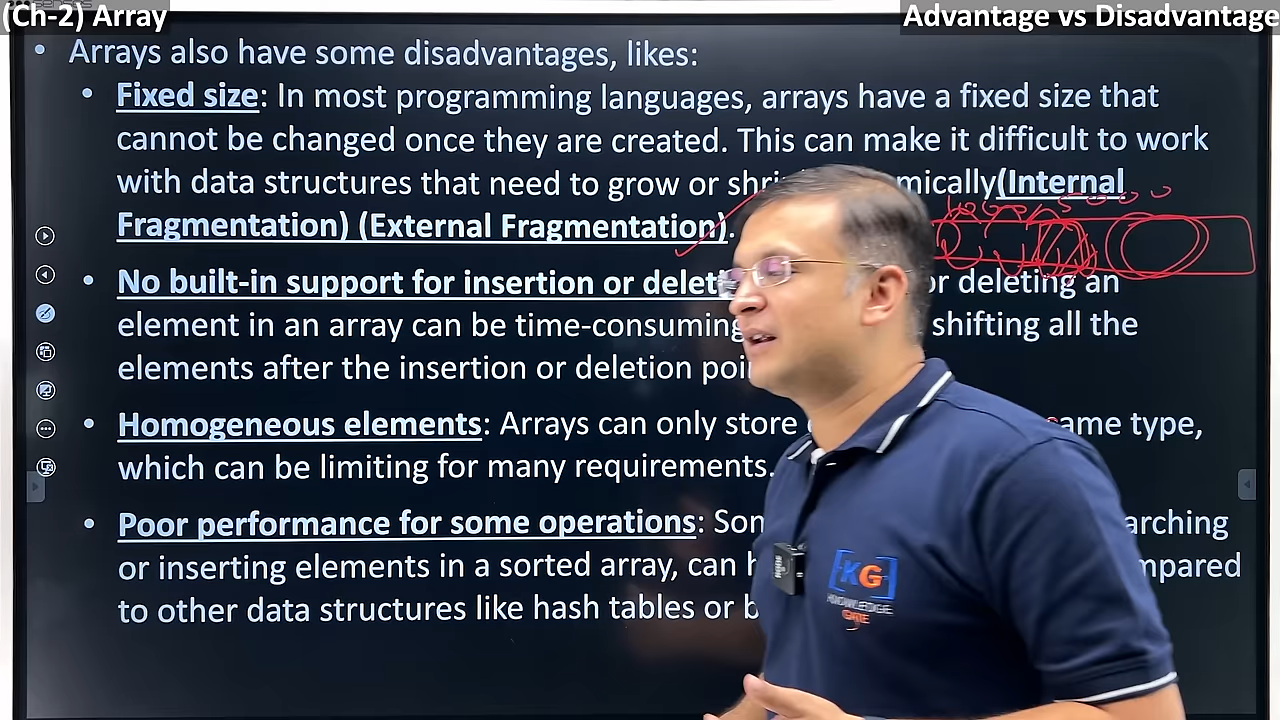 (Ch-2) Array
Advantage vs Disadvantage
• Arrays also have some disadvantages, likes:
• Fixed size: In most programming languages, arrays have a fixed size that
cannot be changed once they are created. This can make it difficult to work
with data structures that need to grow or shri mically(Internal
Fragmentation) (External Fragmentation).
• No built-in support for insertion or delet or deleting an
element in an array can be time-consuming shifting all the
elements after the insertion or deletion poi
• Homogeneous elements: Arrays can only store ame type,
which can be limiting for many requirements.
• Poor performance for some operations: Som arching
or inserting elements in a sorted array, can h mpared
to other data structures like hash tables or b
KG
KNOWLEDGE
GATE